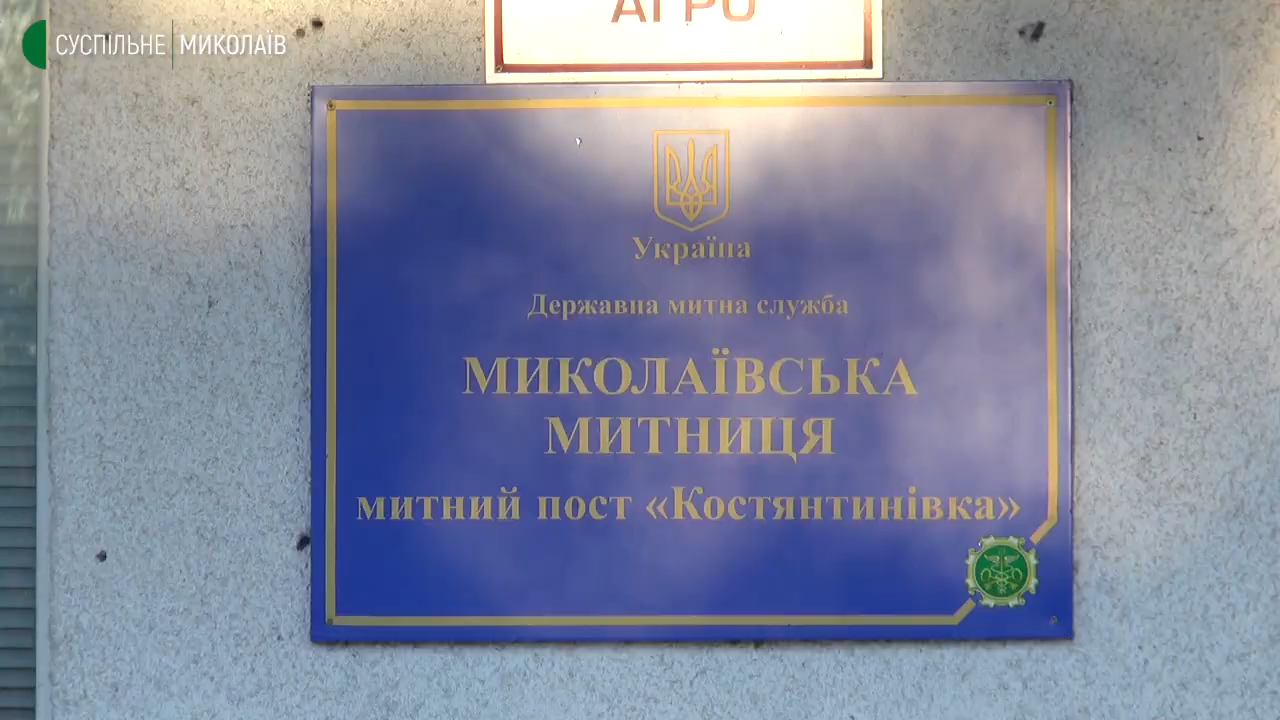 СУСПІЛЬНЕ МИКОЛАЇВ
АГРО
Україна
Державна митна служба
МИКОЛАЇВСЬКА
МИТНИЦЯ
митний пост «Костянтинівка»